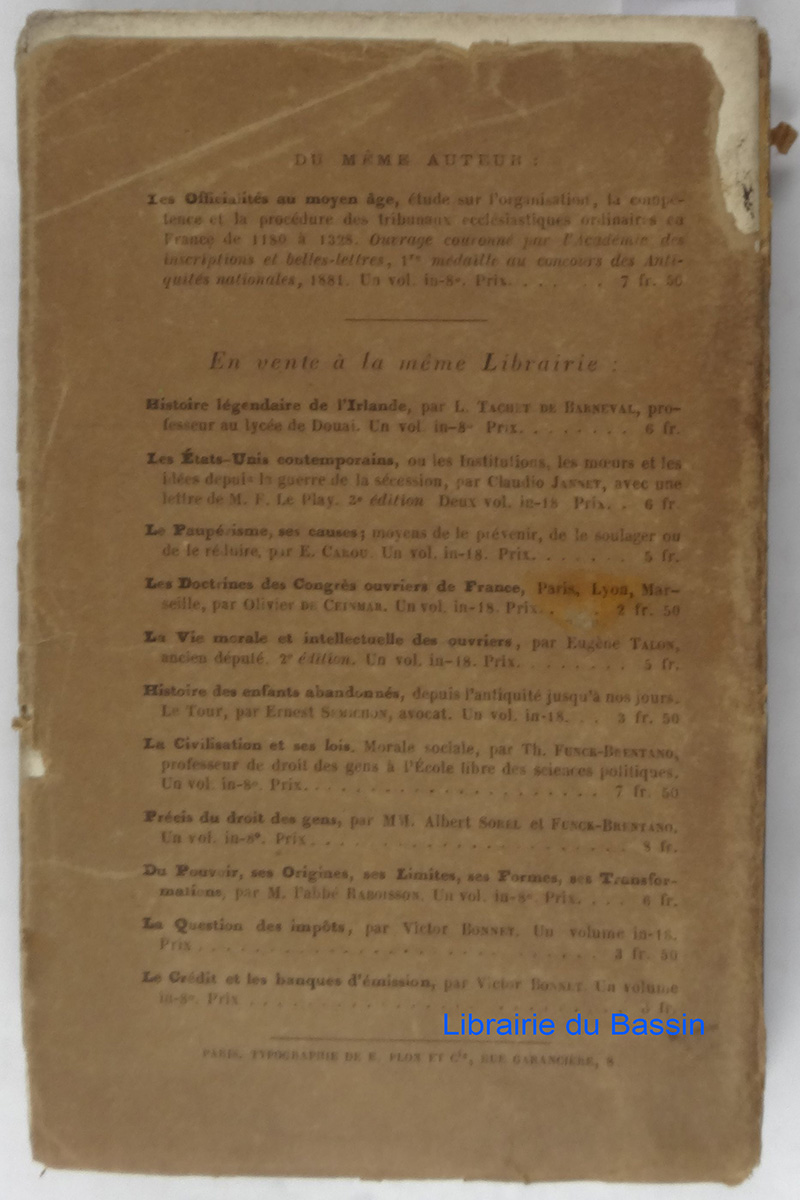 DU MÊME AUTEUR :
Les Officialités au moyen âge, étude sur l'organisation, la compé-
tence et la procédure des tribunaux ecclésiastiques ordinaires en
France de 1180 à 1328. Ouvrage couronné par l'Académie des
inscriptions et belles-lettres, 1re médaille au concours des Anti-
quités nationales, 1881. Un vol. in-8º. Prix. . . . . . 7 fr. 50
En vente à la même Librairie :
Histoire légendaire de l'Irlande, par L. TACHET DE BARNEVAL, pro-
fesseur au lycée de Douai. Un vol. in-8º Prix. . . . . . . . 6 fr.
Les États-Unis contemporains, ou les Institutions, les mœurs et les
idées depuis la guerre de la sécession, par Claudio JANNET, avec une
lettre de M. F. Le Play. 2e édition Deux vol. in-18 Prix. . 6 fr.
Le Paupérisme, ses causes; moyens de le prévenir, de le soulager ou
de le réduire, par E. CAROU. Un vol. in-18. Prix. . . . . . . 5 fr.
Les Doctrines des Congrès ouvriers de France, Paris, Lyon, Mar-
seille, par Olivier DE CEINMAR. Un vol. in-18. Prix. . . . 2 fr. 50
La Vie morale et intellectuelle des ouvriers, par Eugène TALON,
ancien député. 2e édition. Un vol. in-18. Prix. . . . . . . . 5 fr.
Histoire des enfants abandonnés, depuis l'antiquité jusqu'à nos jours.
Le Tour, par Ernest SEMICHON, avocat. Un vol. in-18. . . 3 fr. 50
La Civilisation et ses lois. Morale sociale, par Th. FUNCK-BRENTANO,
professeur de droit des gens à l'École libre des sciences politiques.
Un vol. in-8º. Prix. . . . . . . . . . . . . . . . . . . . . 7 fr. 50
Précis du droit des gens, par MM. Albert SOREL et FUNCK-BRENTANO.
Un vol. in-8º. Prix . . . . . . . . . . . . . . . . . . . . 8 fr.
Du Pouvoir, ses Origines, ses Limites, ses Formes, ses Transfor-
mations, par M. l'abbé RABOISSON. Un vol. in-8º Prix. . . . 6 fr.
La Question des impôts, par Victor BONNET. Un volume in-18.
Prix . . . . . . . . . . . . . . . . . . . . . . . . . 3 fr. 50
Le Crédit et les banques d'émission, par Victor BONNET. Un volume
in-8º. Prix . . . . . . . . . . . . . . . . . . . . . fr.
Librairie du Bassin
PARIS. TYPOGRAPHIE DE E. PLON ET Cie, RUE GARANCIÈRE, 8